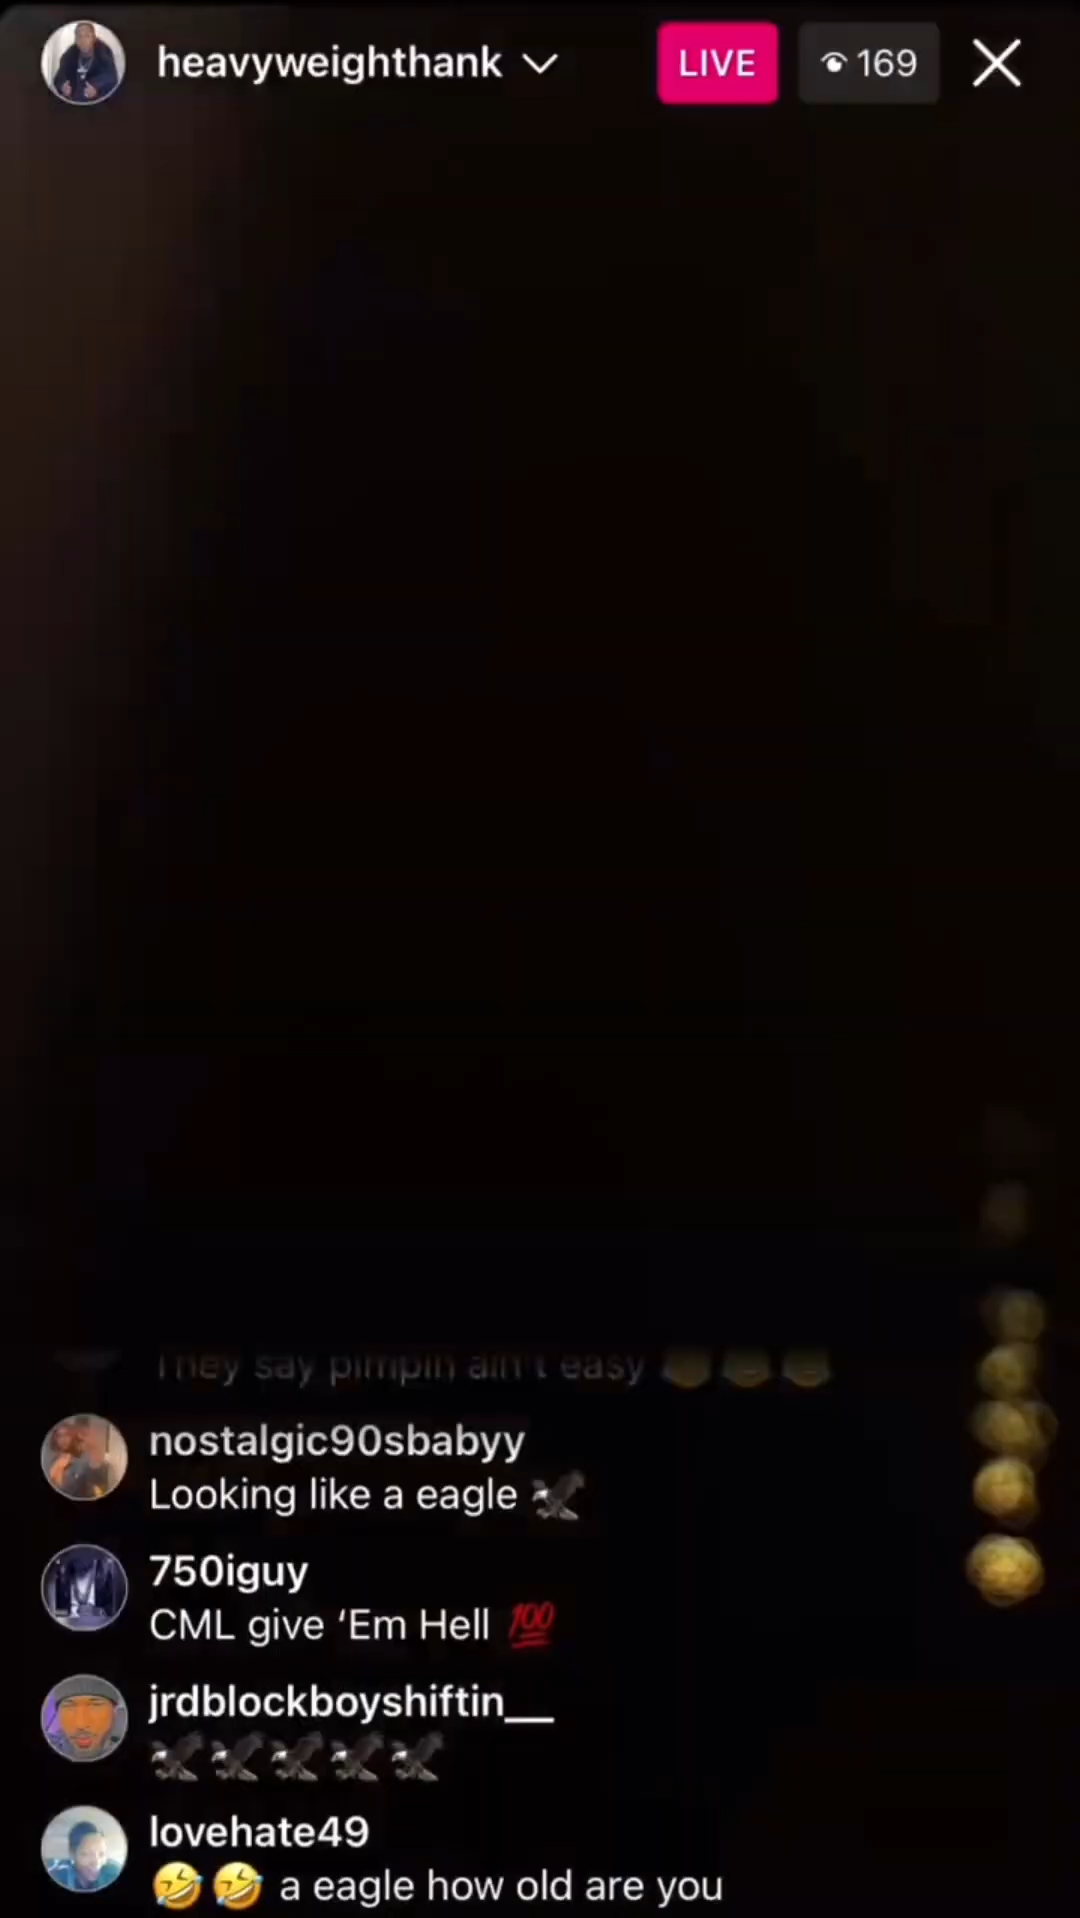 heavyweighthank
LIVE
169
They say pimpin ain't easy
nostalgic90sbabyy
Looking like a eagle 🦅
750iguy
CML give ‘Em Hell 💯
jrdblockboyshiftin__
🦅🦅🦅🦅🦅
lovehate49
🤣🤣 a eagle how old are you